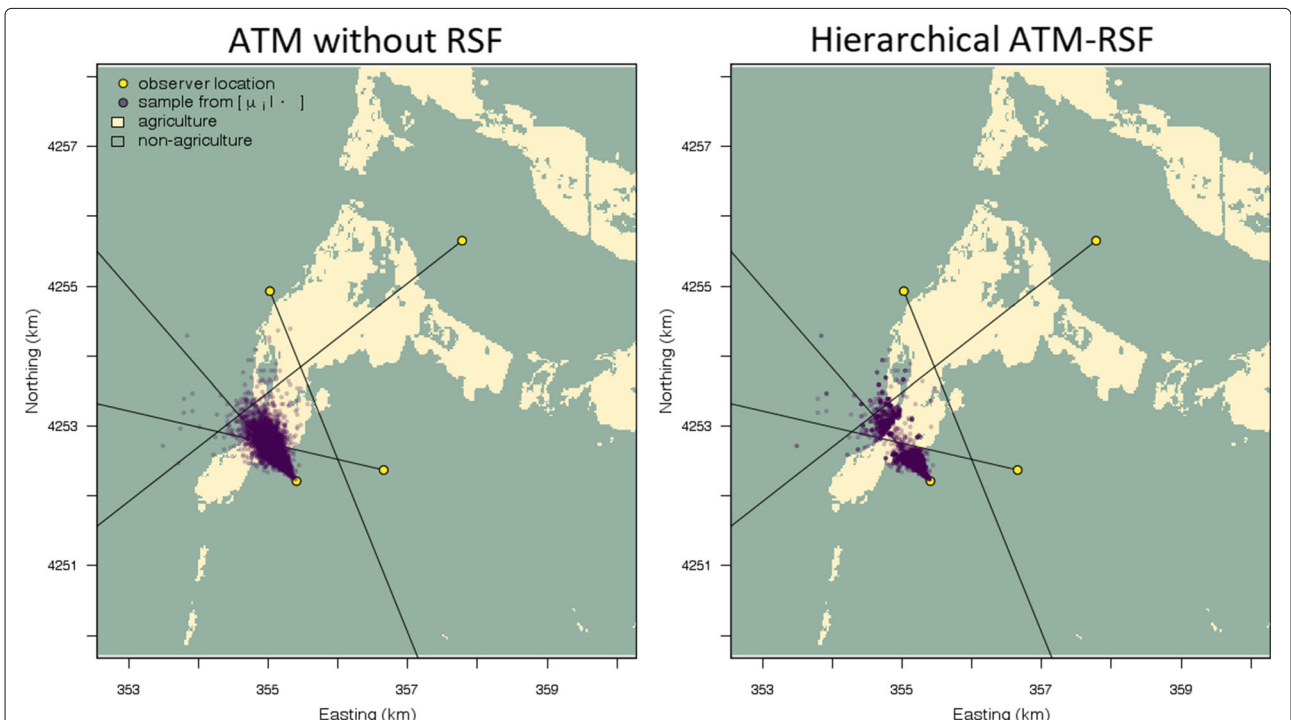 ATM without RSF
Hierarchical ATM-RSF
observer location
sample from [ μ i | · ]
agriculture
non-agriculture
4257
4255
4253
4251
Northing (km)
353 355 357 359
Easting (km)
4257
4255
4253
4251
Northing (km)
353 355 357 359
Easting (km)